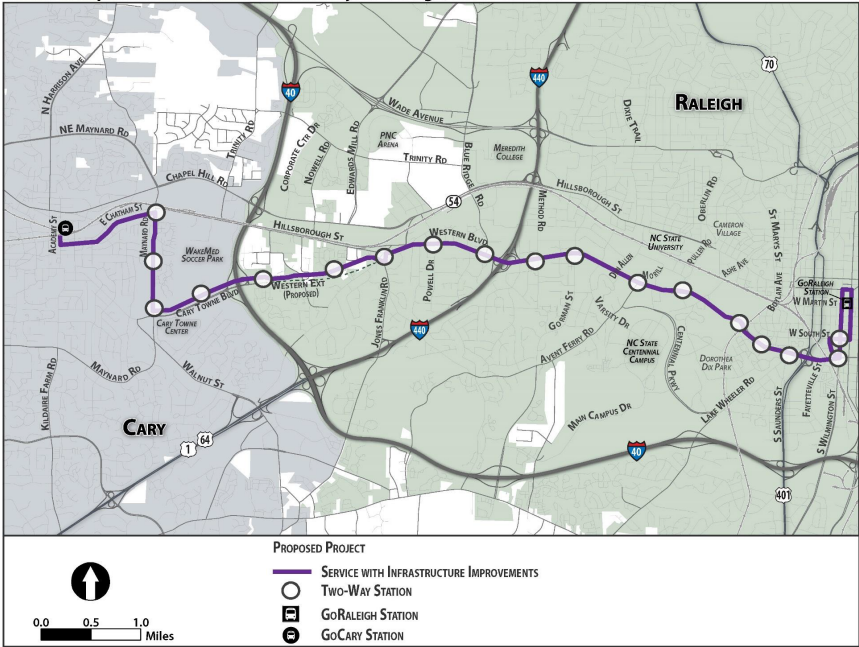 40
440
70
RALEIGH
N HARRISON AVE
WADE AVENUE
DIXIE TRAIL
NE MAYNARD RD
TRINITY RD
CORPORATE CTR DR
NOWELL RD
EDWARDS MILL RD
PNC
ARENA
TRINITY RD
BLUE RIDGE RD
MEREDITH
COLLEGE
CHAPEL HILL RD
54
HILLSBOROUGH ST
METHOD RD
OBERLIN RD
CAMERON
VILLAGE
ST MARYS ST
ACADEMY ST
E CHATHAM ST
MAYNARD RD
HILLSBOROUGH ST
WESTERN BLVD
NC STATE
UNIVERSITY
PULLEN RD
ASHE AVE
WAKEMED
SOCCER PARK
WESTERN EXT
(PROPOSED)
POWELL DR
DAN ALLEN
MORRILL
BOYLAN AVE
GORALEIGH
STATION
W MARTIN ST
CARY TOWNE BLVD
CARY TOWNE
CENTER
JONES FRANKLIN RD
440
GORMAN ST
VARSITY DR
AVENT FERRY RD
NC STATE
CENTENNIAL
CAMPUS
CENTENNIAL PKWY
DOROTHEA
DIX PARK
W SOUTH ST
FAYETTEVILLE ST
MAYNARD RD
WALNUT ST
KILDAIRE FARM RD
LAKE WHEELER RD
S SAUNDERS ST
S WILMINGTON ST
MAIN CAMPUS DR
CARY
1
64
40
401
PROPOSED PROJECT
SERVICE WITH INFRASTRUCTURE IMPROVEMENTS
TWO-WAY STATION
GORALEIGH STATION
GOCARY STATION
0.0 0.5 1.0
Miles